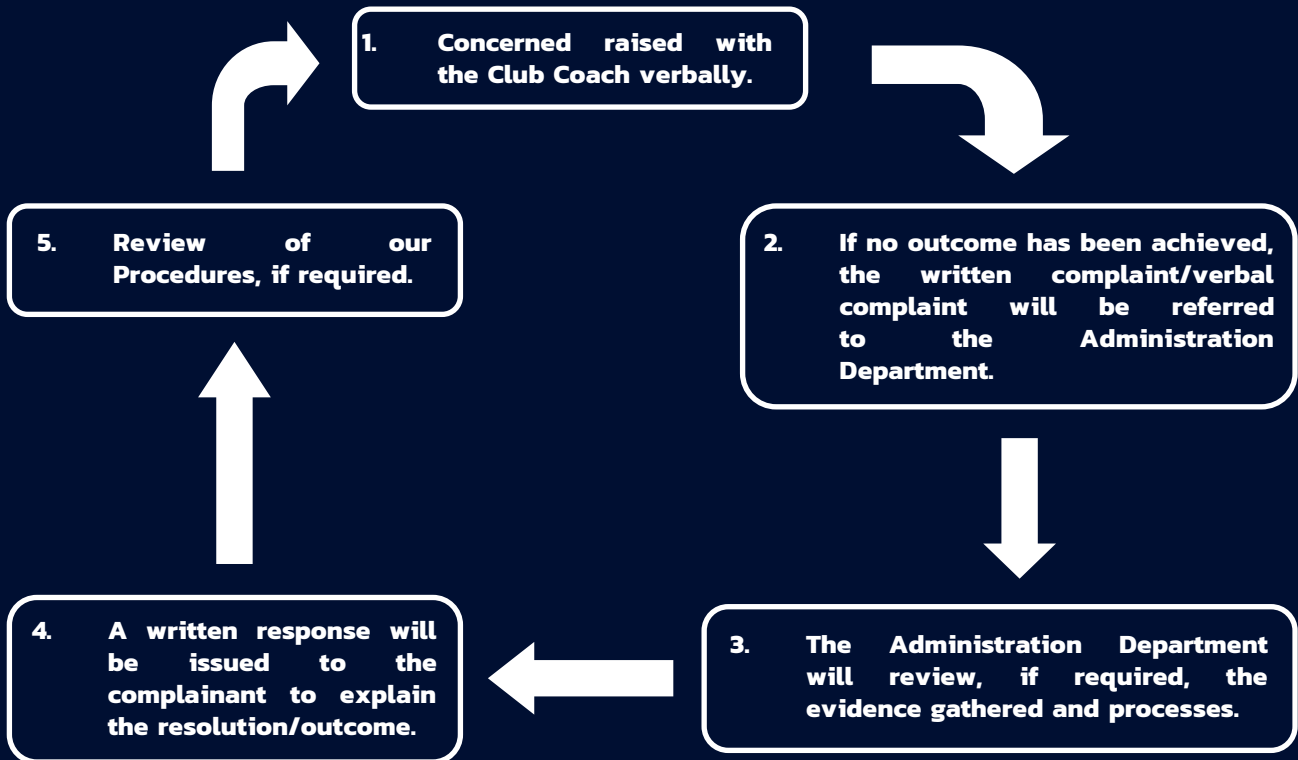 1. Concerned raised with
the Club Coach verbally.
2. If no outcome has been achieved,
the written complaint/verbal
complaint will be referred
to the Administration
Department.
3. The Administration Department
will review, if required, the
evidence gathered and processes.
4. A written response will
be issued to the
complainant to explain
the resolution/outcome.
5. Review of our
Procedures, if required.